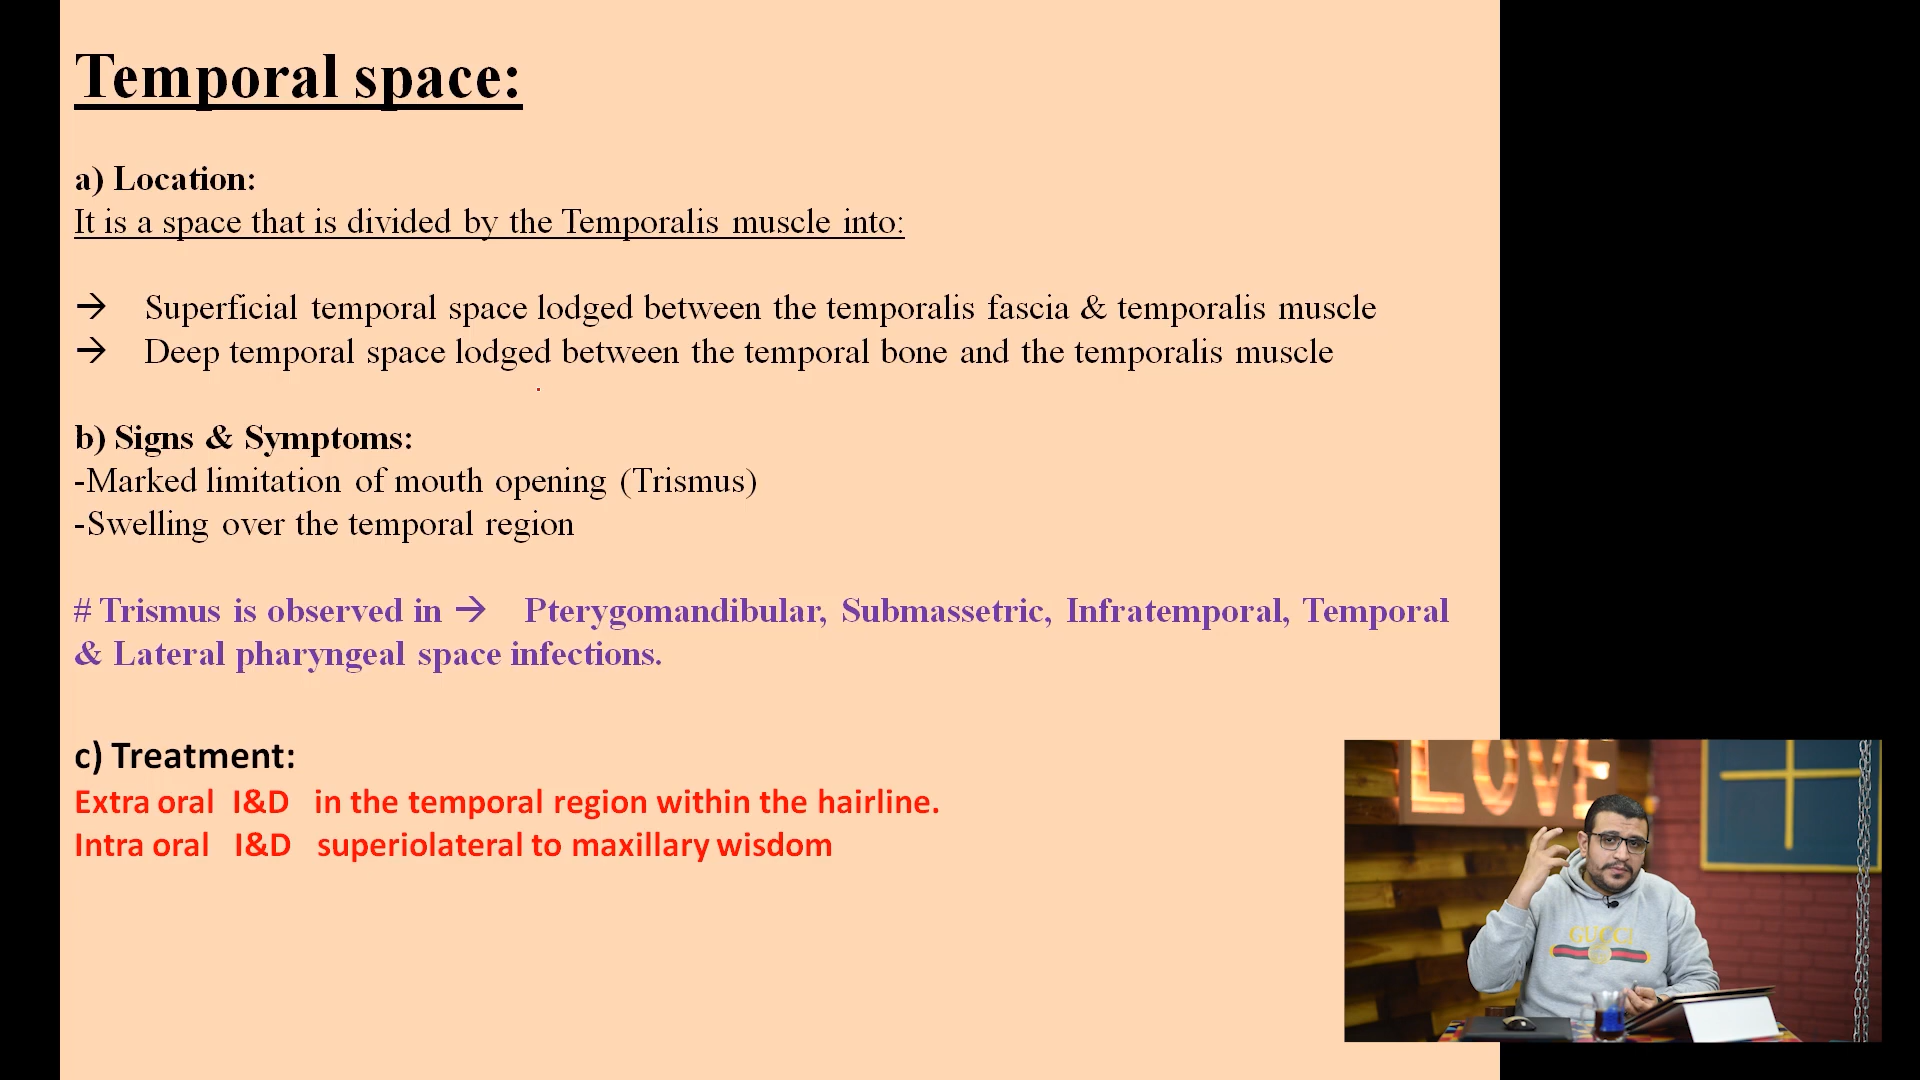 Temporal space:
a) Location:
It is a space that is divided by the Temporalis muscle into:
→ Superficial temporal space lodged between the temporalis fascia & temporalis muscle
→ Deep temporal space lodged between the temporal bone and the temporalis muscle
b) Signs & Symptoms:
-Marked limitation of mouth opening (Trismus)
-Swelling over the temporal region
# Trismus is observed in → Pterygomandibular, Submassetric, Infratemporal, Temporal
& Lateral pharyngeal space infections.
c) Treatment:
Extra oral I&D in the temporal region within the hairline.
Intra oral I&D superiolateral to maxillary wisdom
LOVE
GUCCI